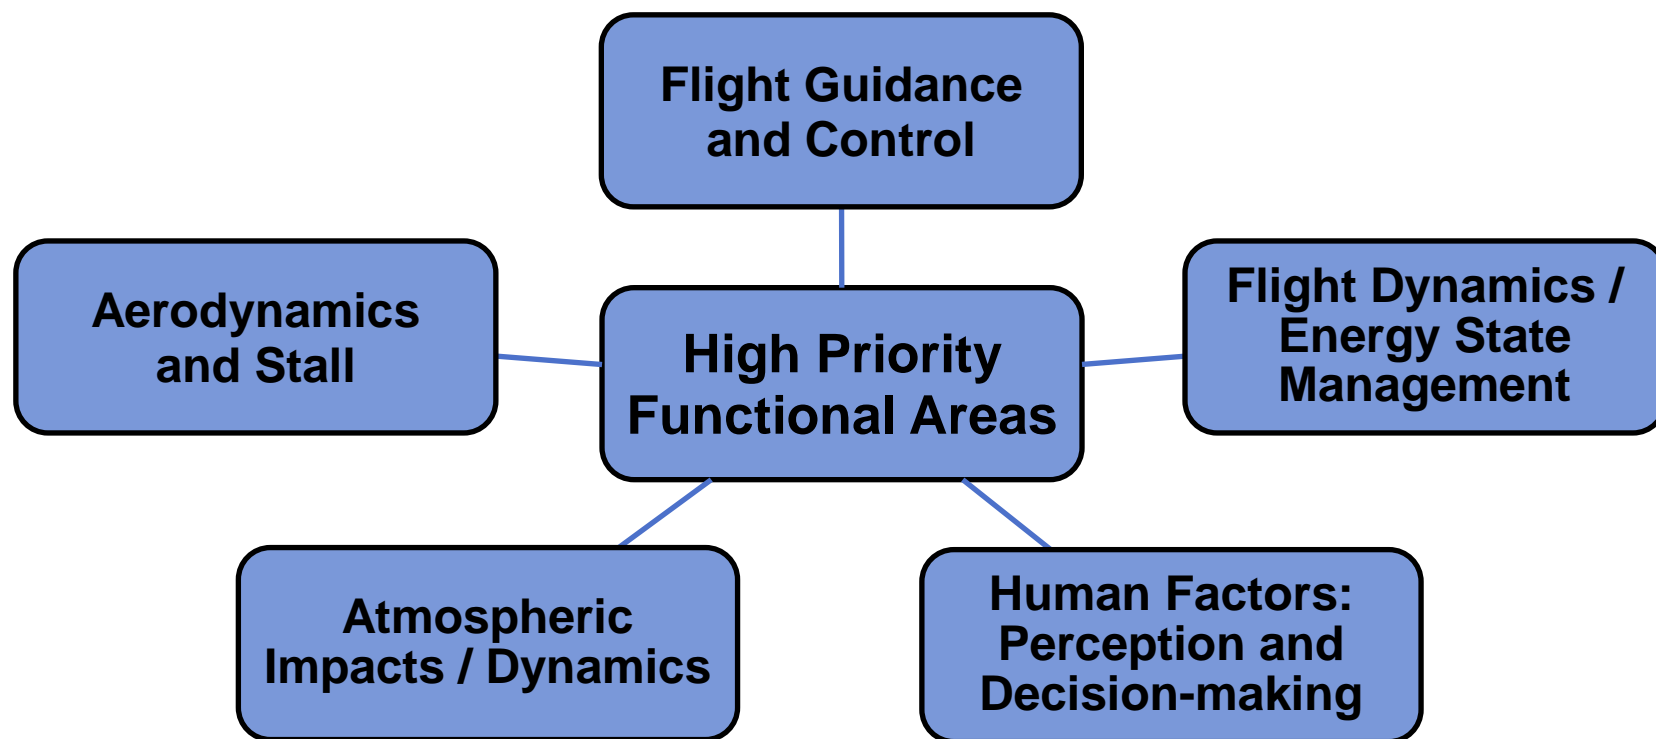 Flight Guidance
and Control
Aerodynamics
and Stall
High Priority
Functional Areas
Flight Dynamics /
Energy State
Management
Atmospheric
Impacts / Dynamics
Human Factors:
Perception and
Decision-making